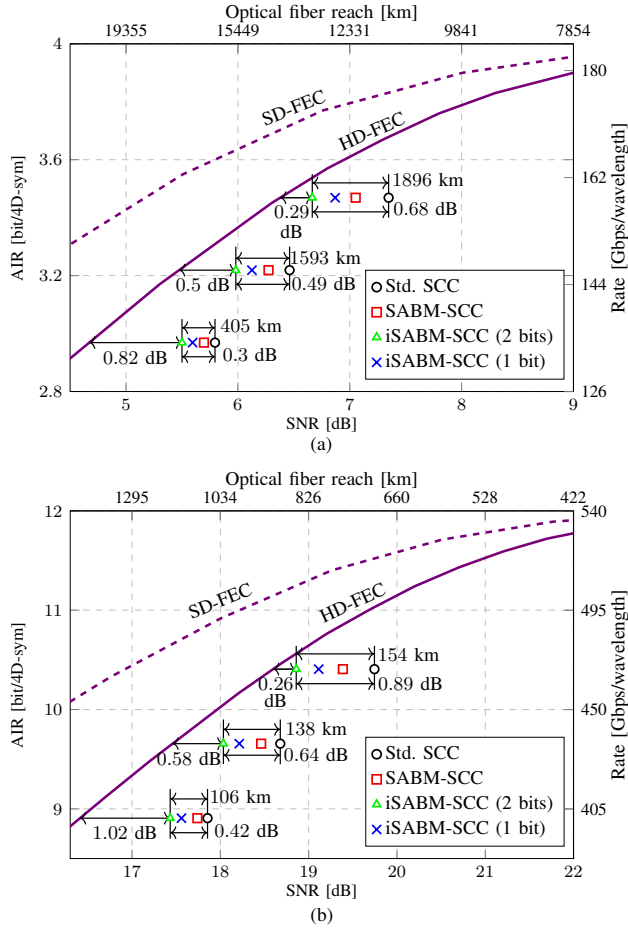 Optical fiber reach [km]
19355 15449 12331 9841 7854
4
3.6
3.2
2.8
AIR [bit/4D-sym]
180
162
144
126
Rate [Gbps/wavelength]
SD-FEC
HD-FEC
1896 km
0.29 dB
0.68 dB
1593 km
0.5 dB
0.49 dB
405 km
0.82 dB
0.3 dB
Std. SCC
SABM-SCC
iSABM-SCC (2 bits)
iSABM-SCC (1 bit)
5 6 7 8 9
SNR [dB]
(a)
Optical fiber reach [km]
1295 1034 826 660 528 422
12
11
10
9
AIR [bit/4D-sym]
540
495
450
405
Rate [Gbps/wavelength]
SD-FEC
HD-FEC
154 km
0.26 dB
0.89 dB
138 km
0.58 dB
0.64 dB
106 km
1.02 dB
0.42 dB
Std. SCC
SABM-SCC
iSABM-SCC (2 bits)
iSABM-SCC (1 bit)
17 18 19 20 21 22
SNR [dB]
(b)